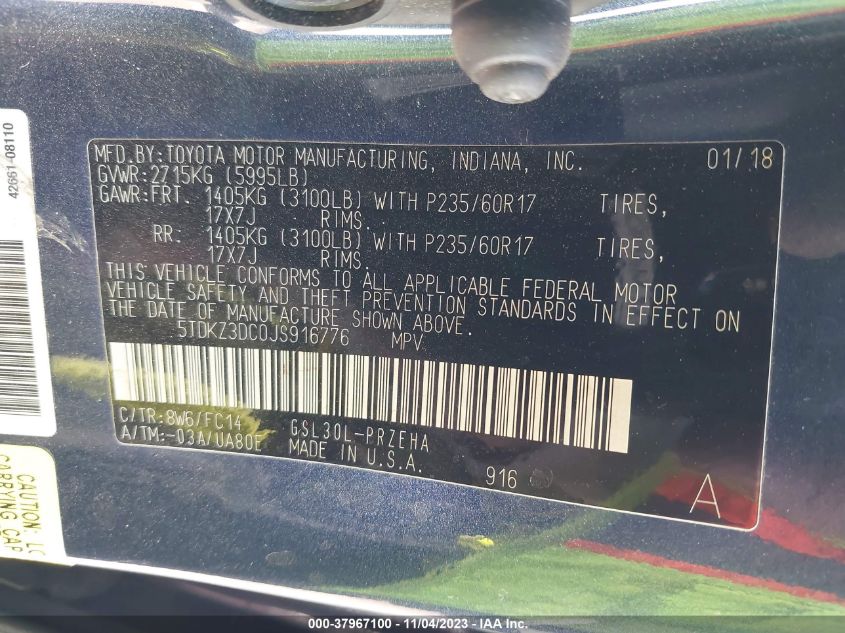 MFD.BY:TOYOTA MOTOR MANUFACTURING, INDIANA, INC. 01/18
GVWR:2715KG (5995LB)
GAWR:FRT. 1405KG (3100LB) WITH P235/60R17 TIRES,
17X7J RIMS.
RR. 1405KG (3100LB) WITH P235/60R17 TIRES,
17X7J RIMS.
THIS VEHICLE CONFORMS TO ALL APPLICABLE FEDERAL MOTOR
VEHICLE SAFETY AND THEFT PREVENTION STANDARDS IN EFFECT ON
THE DATE OF MANUFACTURE SHOWN ABOVE.
5TDKZ3DC0JS916776 MPV
C/TR:8W6/FC14 GSL30L-PRZEHA
A/TM:-03A/UA80E MADE IN U.S.A.
916 A
42661-08110
CAUTION: 
CARRYING 
000-37967100 - 11/04/2023 - IAA Inc.